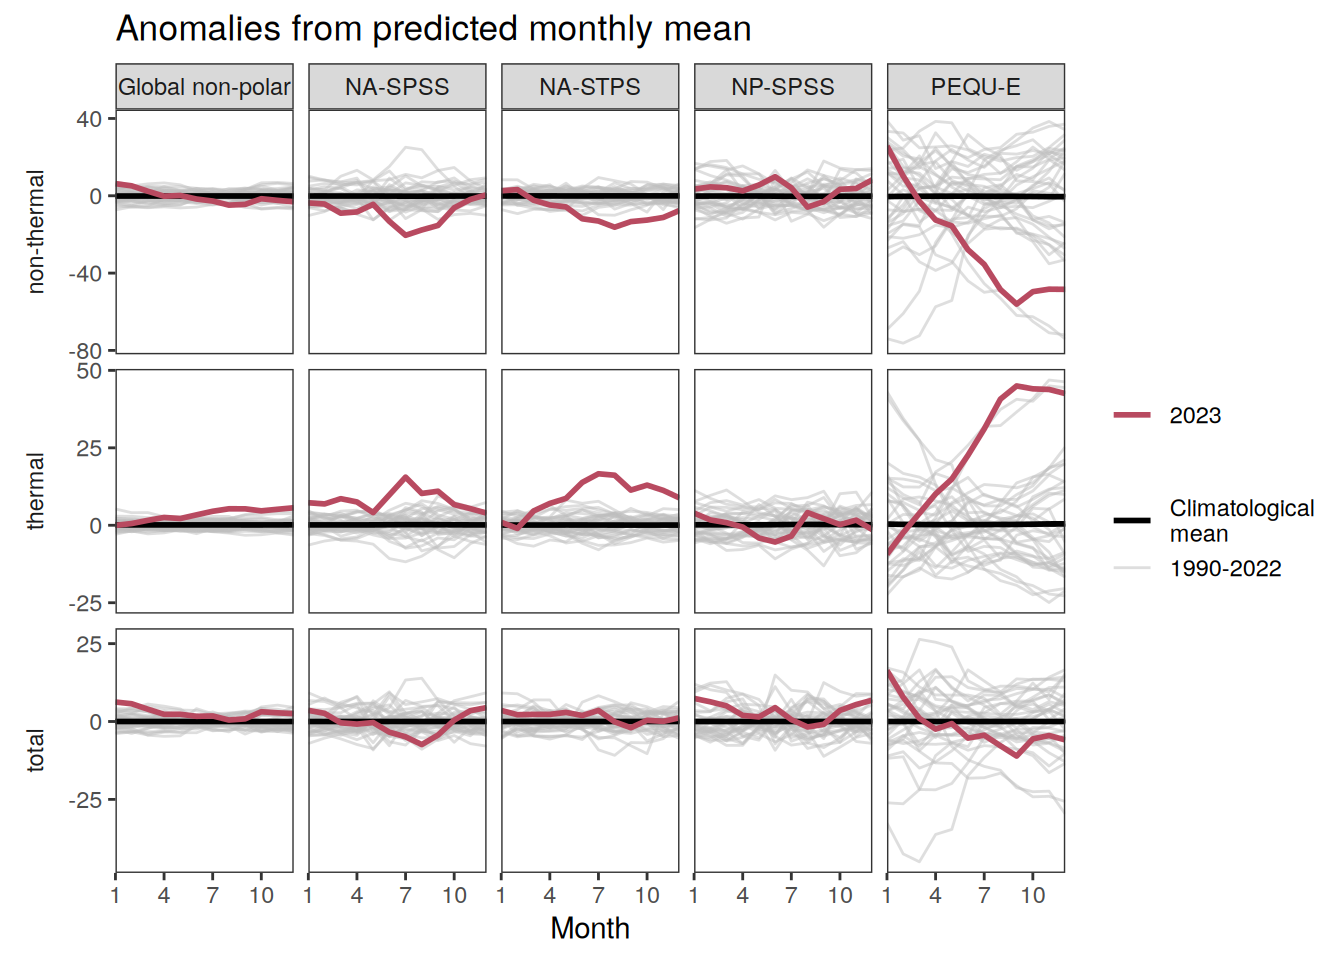 Anomalies from predicted monthly mean
Global non-polar
NA-SPSS
NA-STPS
NP-SPSS
PEQU-E
non-thermal
40
0
-40
-80
thermal
50
25
0
-25
total
25
0
-25
1 4 7 10
1 4 7 10
1 4 7 10
1 4 7 10
1 4 7 10
Month
2023
Cllmatological
mean
1990-2022